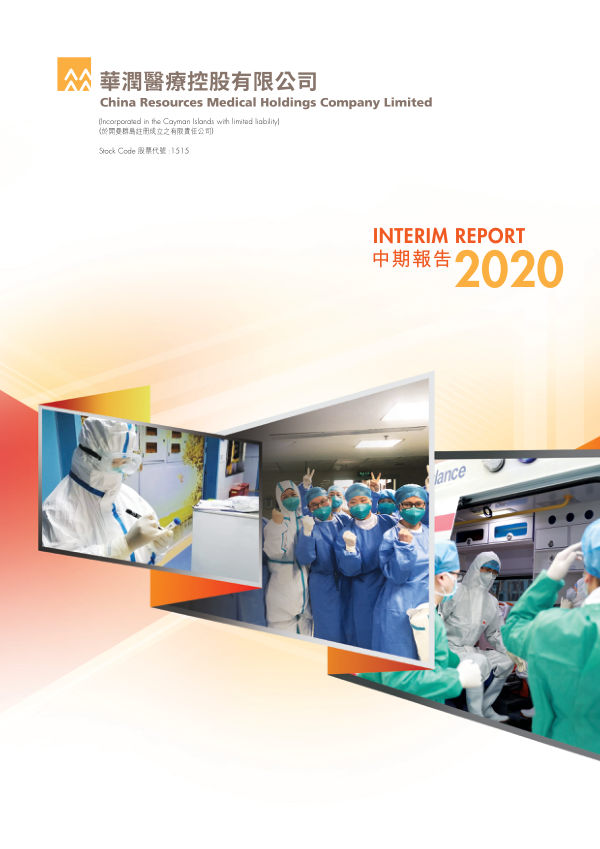 華潤醫療控股有限公司
China Resources Medical Holdings Company Limited
(Incorporated in the Cayman Islands with limited liability)
(於開曼群島註冊成立之有限責任公司)
Stock Code 股票代號 :1515
INTERIM REPORT
中期報告 2020
lance